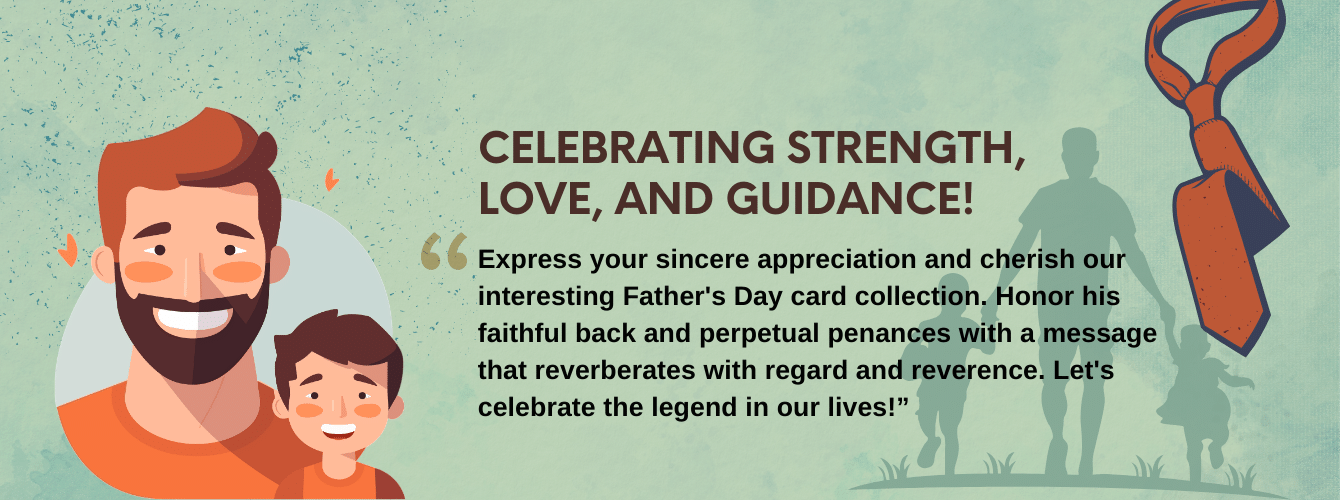 CELEBRATING STRENGTH,
LOVE, AND GUIDANCE!
“Express your sincere appreciation and cherish our
interesting Father's Day card collection. Honor his
faithful back and perpetual penances with a message
that reverberates with regard and reverence. Let's
celebrate the legend in our lives!”